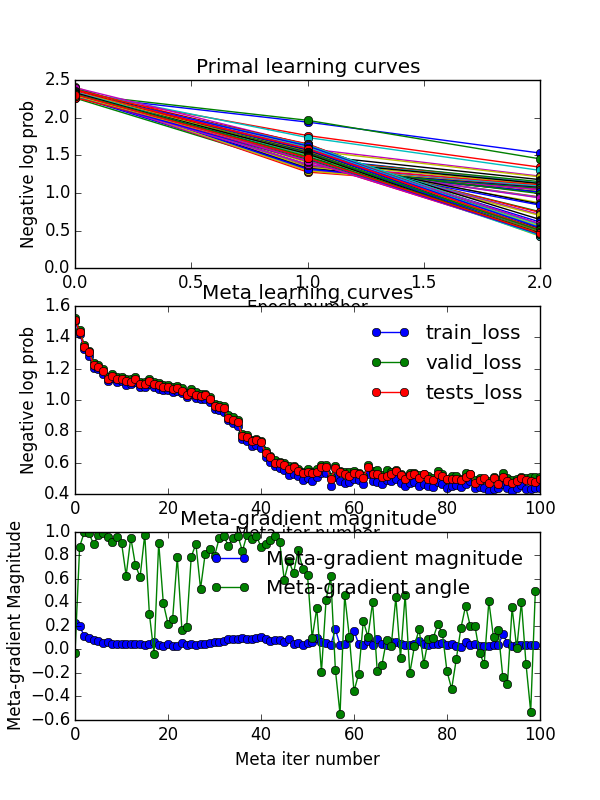 Primal learning curves
Negative log prob
2.5
2.0
1.5
1.0
0.5
0.0
0.0 0.5 1.0 1.5 2.0
Epoch number
Meta learning curves
Negative log prob
1.6
1.4
1.2
1.0
0.8
0.6
0.4
train_loss
valid_loss
tests_loss
0 20 40 60 80 100
Meta iter number
Meta-gradient magnitude
Meta-gradient Magnitude
1.0
0.8
0.6
0.4
0.2
0.0
−0.2
−0.4
−0.6
Meta-gradient magnitude
Meta-gradient angle
0 20 40 60 80 100
Meta iter number